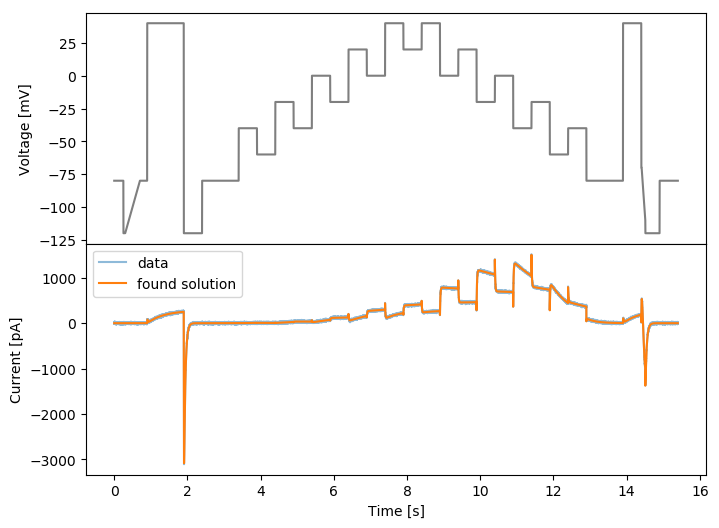 Voltage [mV]
25
0
−25
−50
−75
−100
−125
data
found solution
Current [pA]
1000
0
−1000
−2000
−3000
0 2 4 6 8 10 12 14 16
Time [s]